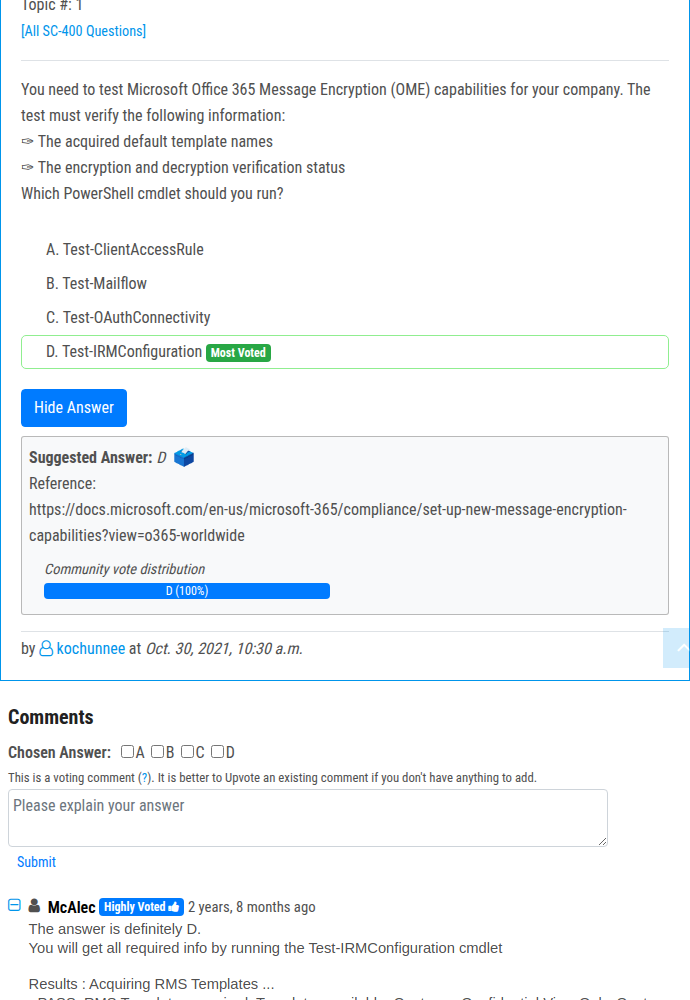 Topic #: 1
[All SC-400 Questions]
You need to test Microsoft Office 365 Message Encryption (OME) capabilities for your company. The
test must verify the following information:
✑ The acquired default template names
✑ The encryption and decryption verification status
Which PowerShell cmdlet should you run?
A. Test-ClientAccessRule
B. Test-Mailflow
C. Test-OAuthConnectivity
D. Test-IRMConfiguration Most Voted
Hide Answer
Suggested Answer: D
Reference:
https://docs.microsoft.com/en-us/microsoft-365/compliance/set-up-new-message-encryption-
capabilities?view=o365-worldwide
Community vote distribution
D (100%)
by kochunnee at Oct. 30, 2021, 10:30 a.m.
Comments
Chosen Answer: A B C D
This is a voting comment (?). It is better to Upvote an existing comment if you don't have anything to add.
Please explain your answer
Submit
McAlec Highly Voted 2 years, 8 months ago
The answer is definitely D.
You will get all required info by running the Test-IRMConfiguration cmdlet
Results : Acquiring RMS Templates ...